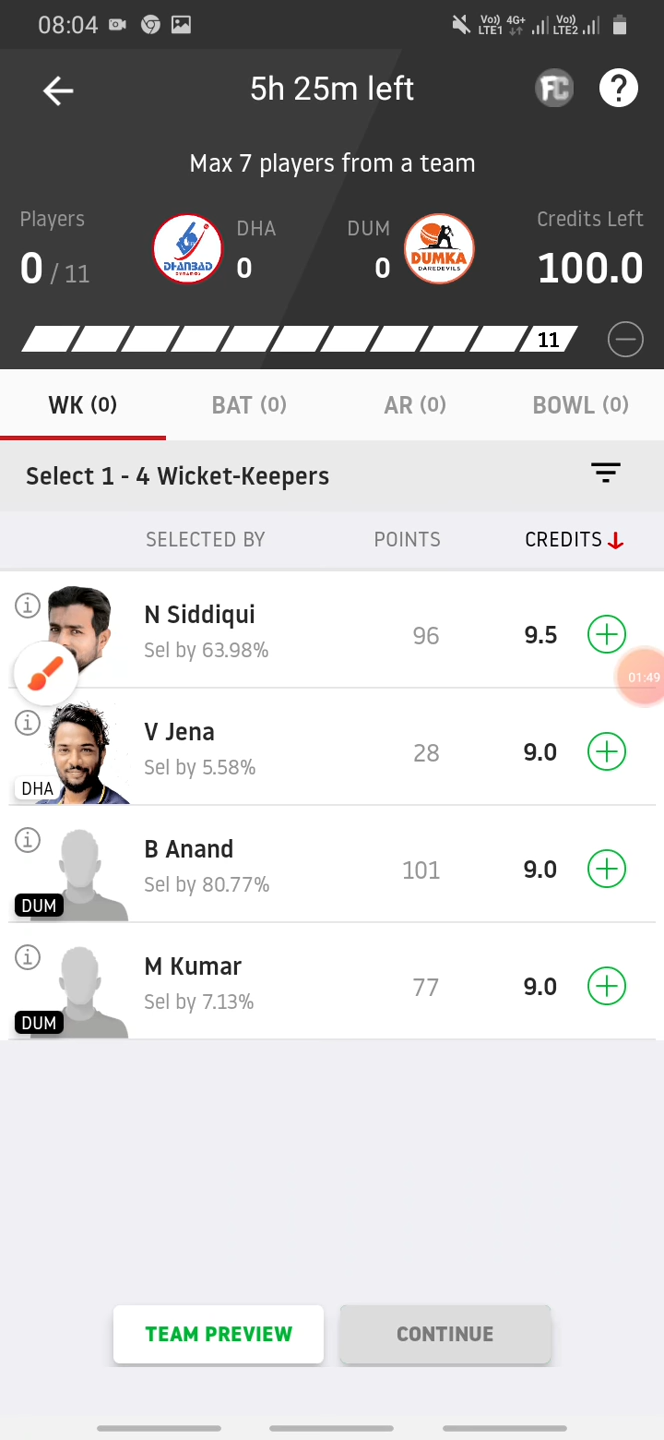 08:04
Vo) 4G+ Vo)
LTE1 LTE2
5h 25m left
FC ?
Max 7 players from a team
Players DHA DUM Credits Left
0 / 11 0 0 100.0
DHANBAD
DUMKA
DAREDEVILS
11
WK (0) BAT (0) AR (0) BOWL (0)
Select 1 - 4 Wicket-Keepers
SELECTED BY POINTS CREDITS
N Siddiqui
Sel by 63.98% 96 9.5
01:49
V Jena
Sel by 5.58% 28 9.0
DHA
B Anand
Sel by 80.77% 101 9.0
DUM
M Kumar
Sel by 7.13% 77 9.0
DUM
TEAM PREVIEW CONTINUE